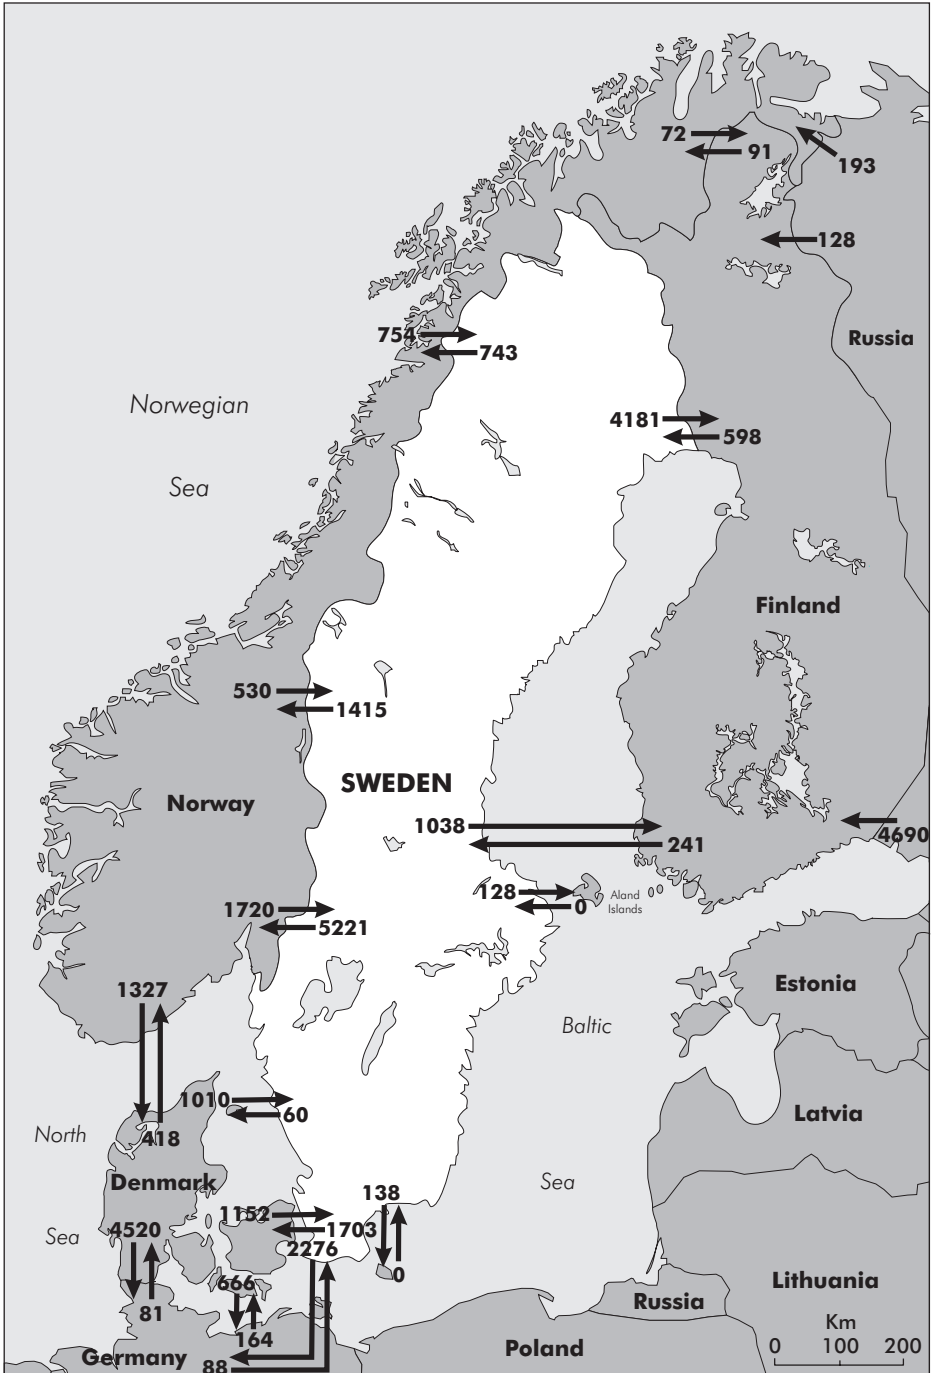 72
91
193
128
754
743
Russia
Norwegian
Sea
4181
598
Finland
530
1415
SWEDEN
Norway
1038
241
4690
128
0
Aland
Islands
1720
5221
1327
Estonia
Baltic
1010
60
Latvia
North
418
Denmark
Sea
138
1152
1703
4520
Sea
2276
0
666
Lithuania
81
Russia
164
Km
Germany
88
Poland
0 100 200